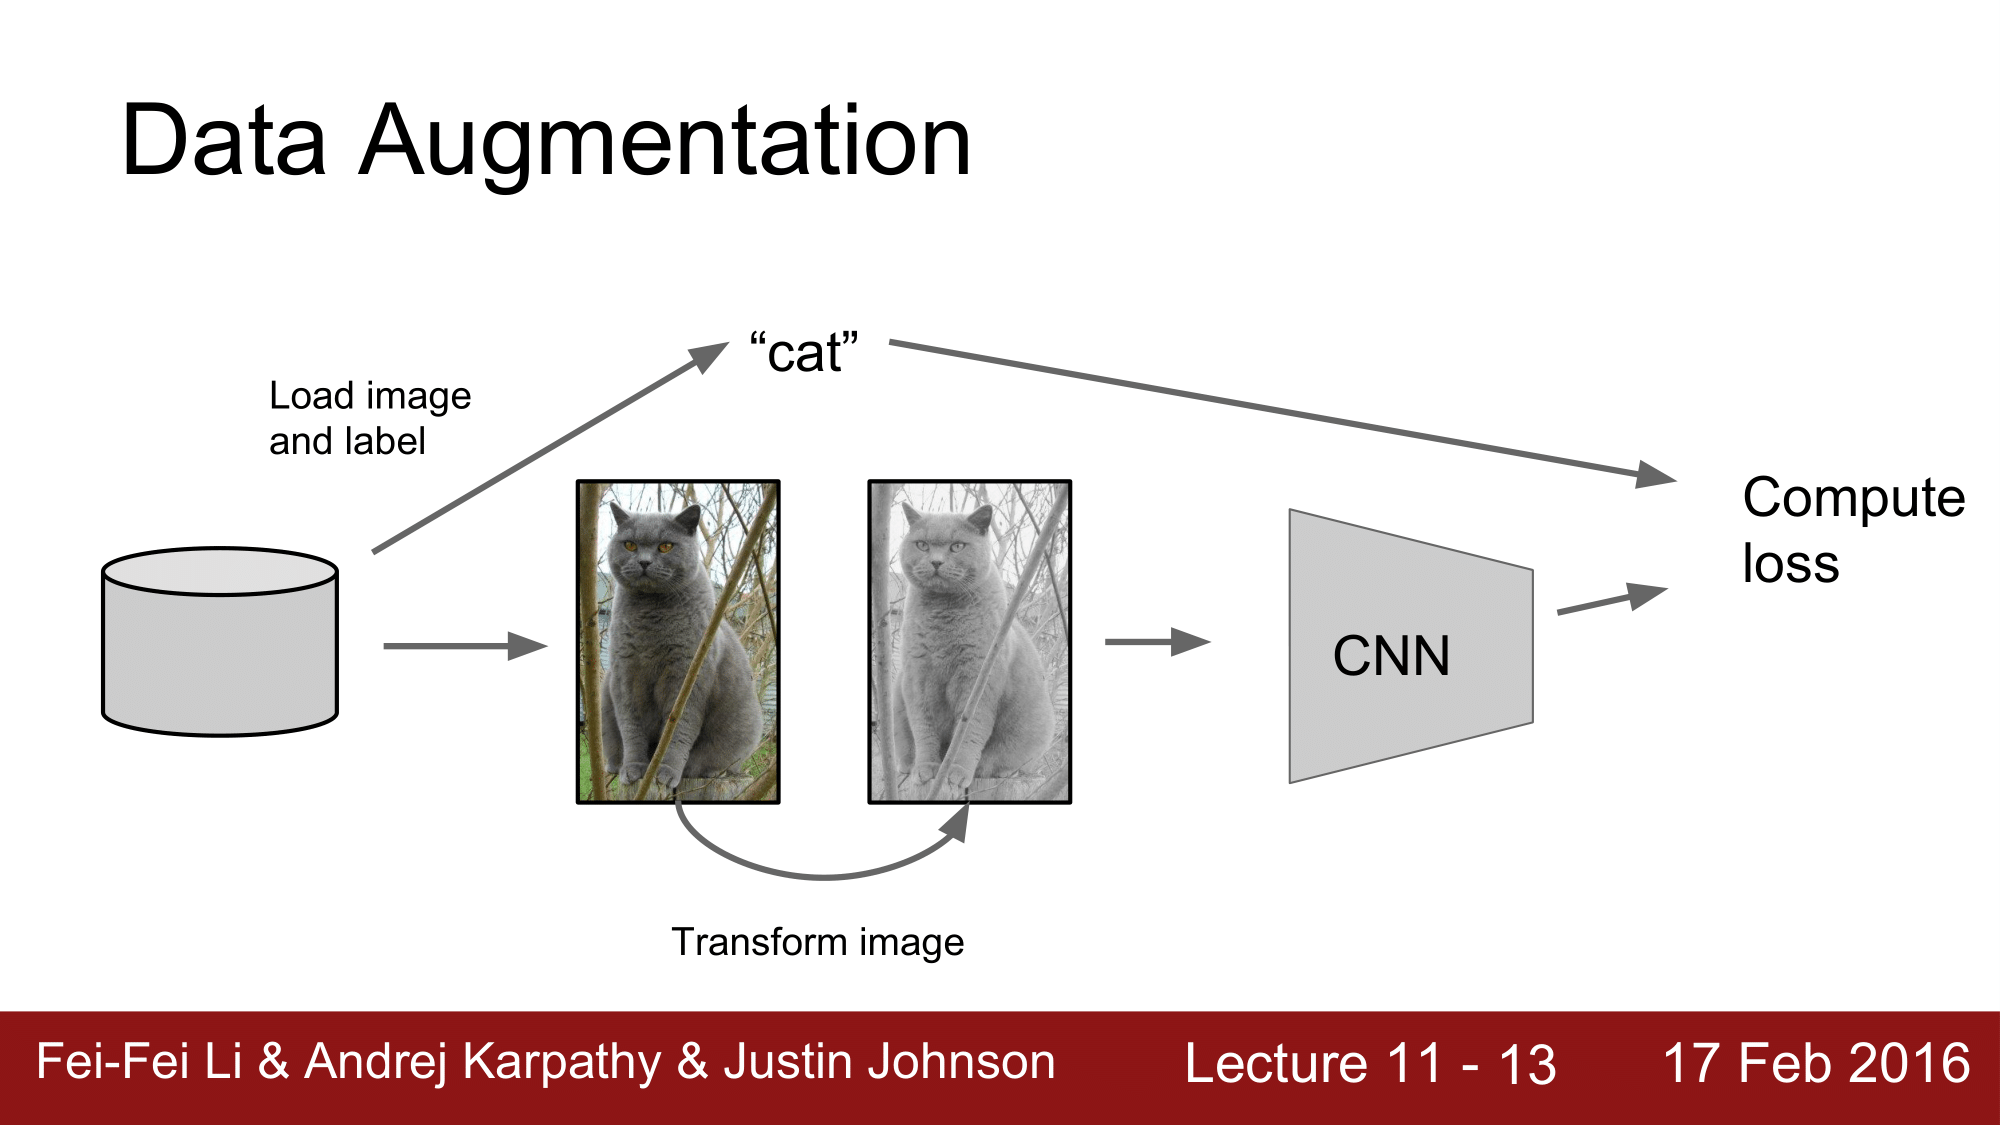 Data Augmentation
“cat”
Load image
and label
Compute
loss
CNN
Transform image
Fei-Fei Li & Andrej Karpathy & Justin Johnson
Lecture 11 - 13
17 Feb 2016